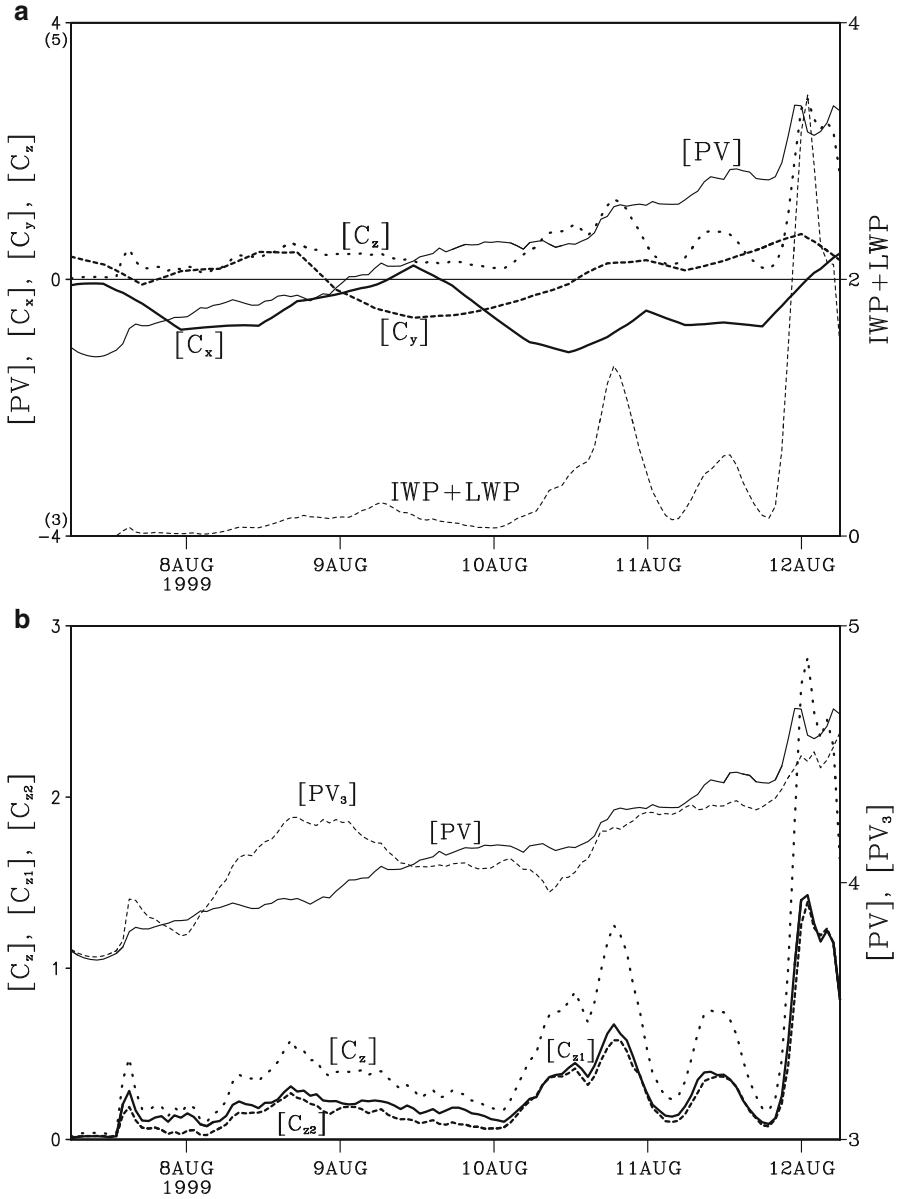 a
4
(5)
4
[PV], [Cx], [Cy], [Cz]
[PV]
[Cz]
0
2
[Cx]
[Cy]
IWP+LWP
IWP+LWP
(3)
−4
0
8AUG
1999
9AUG
10AUG
11AUG
12AUG
b
3
5
[Cz], [Cz1], [Cz2]
[PV3]
[PV]
2
4
[PV], [PV3]
1
[Cz]
[Cz1]
[Cz2]
0
3
8AUG
1999
9AUG
10AUG
11AUG
12AUG